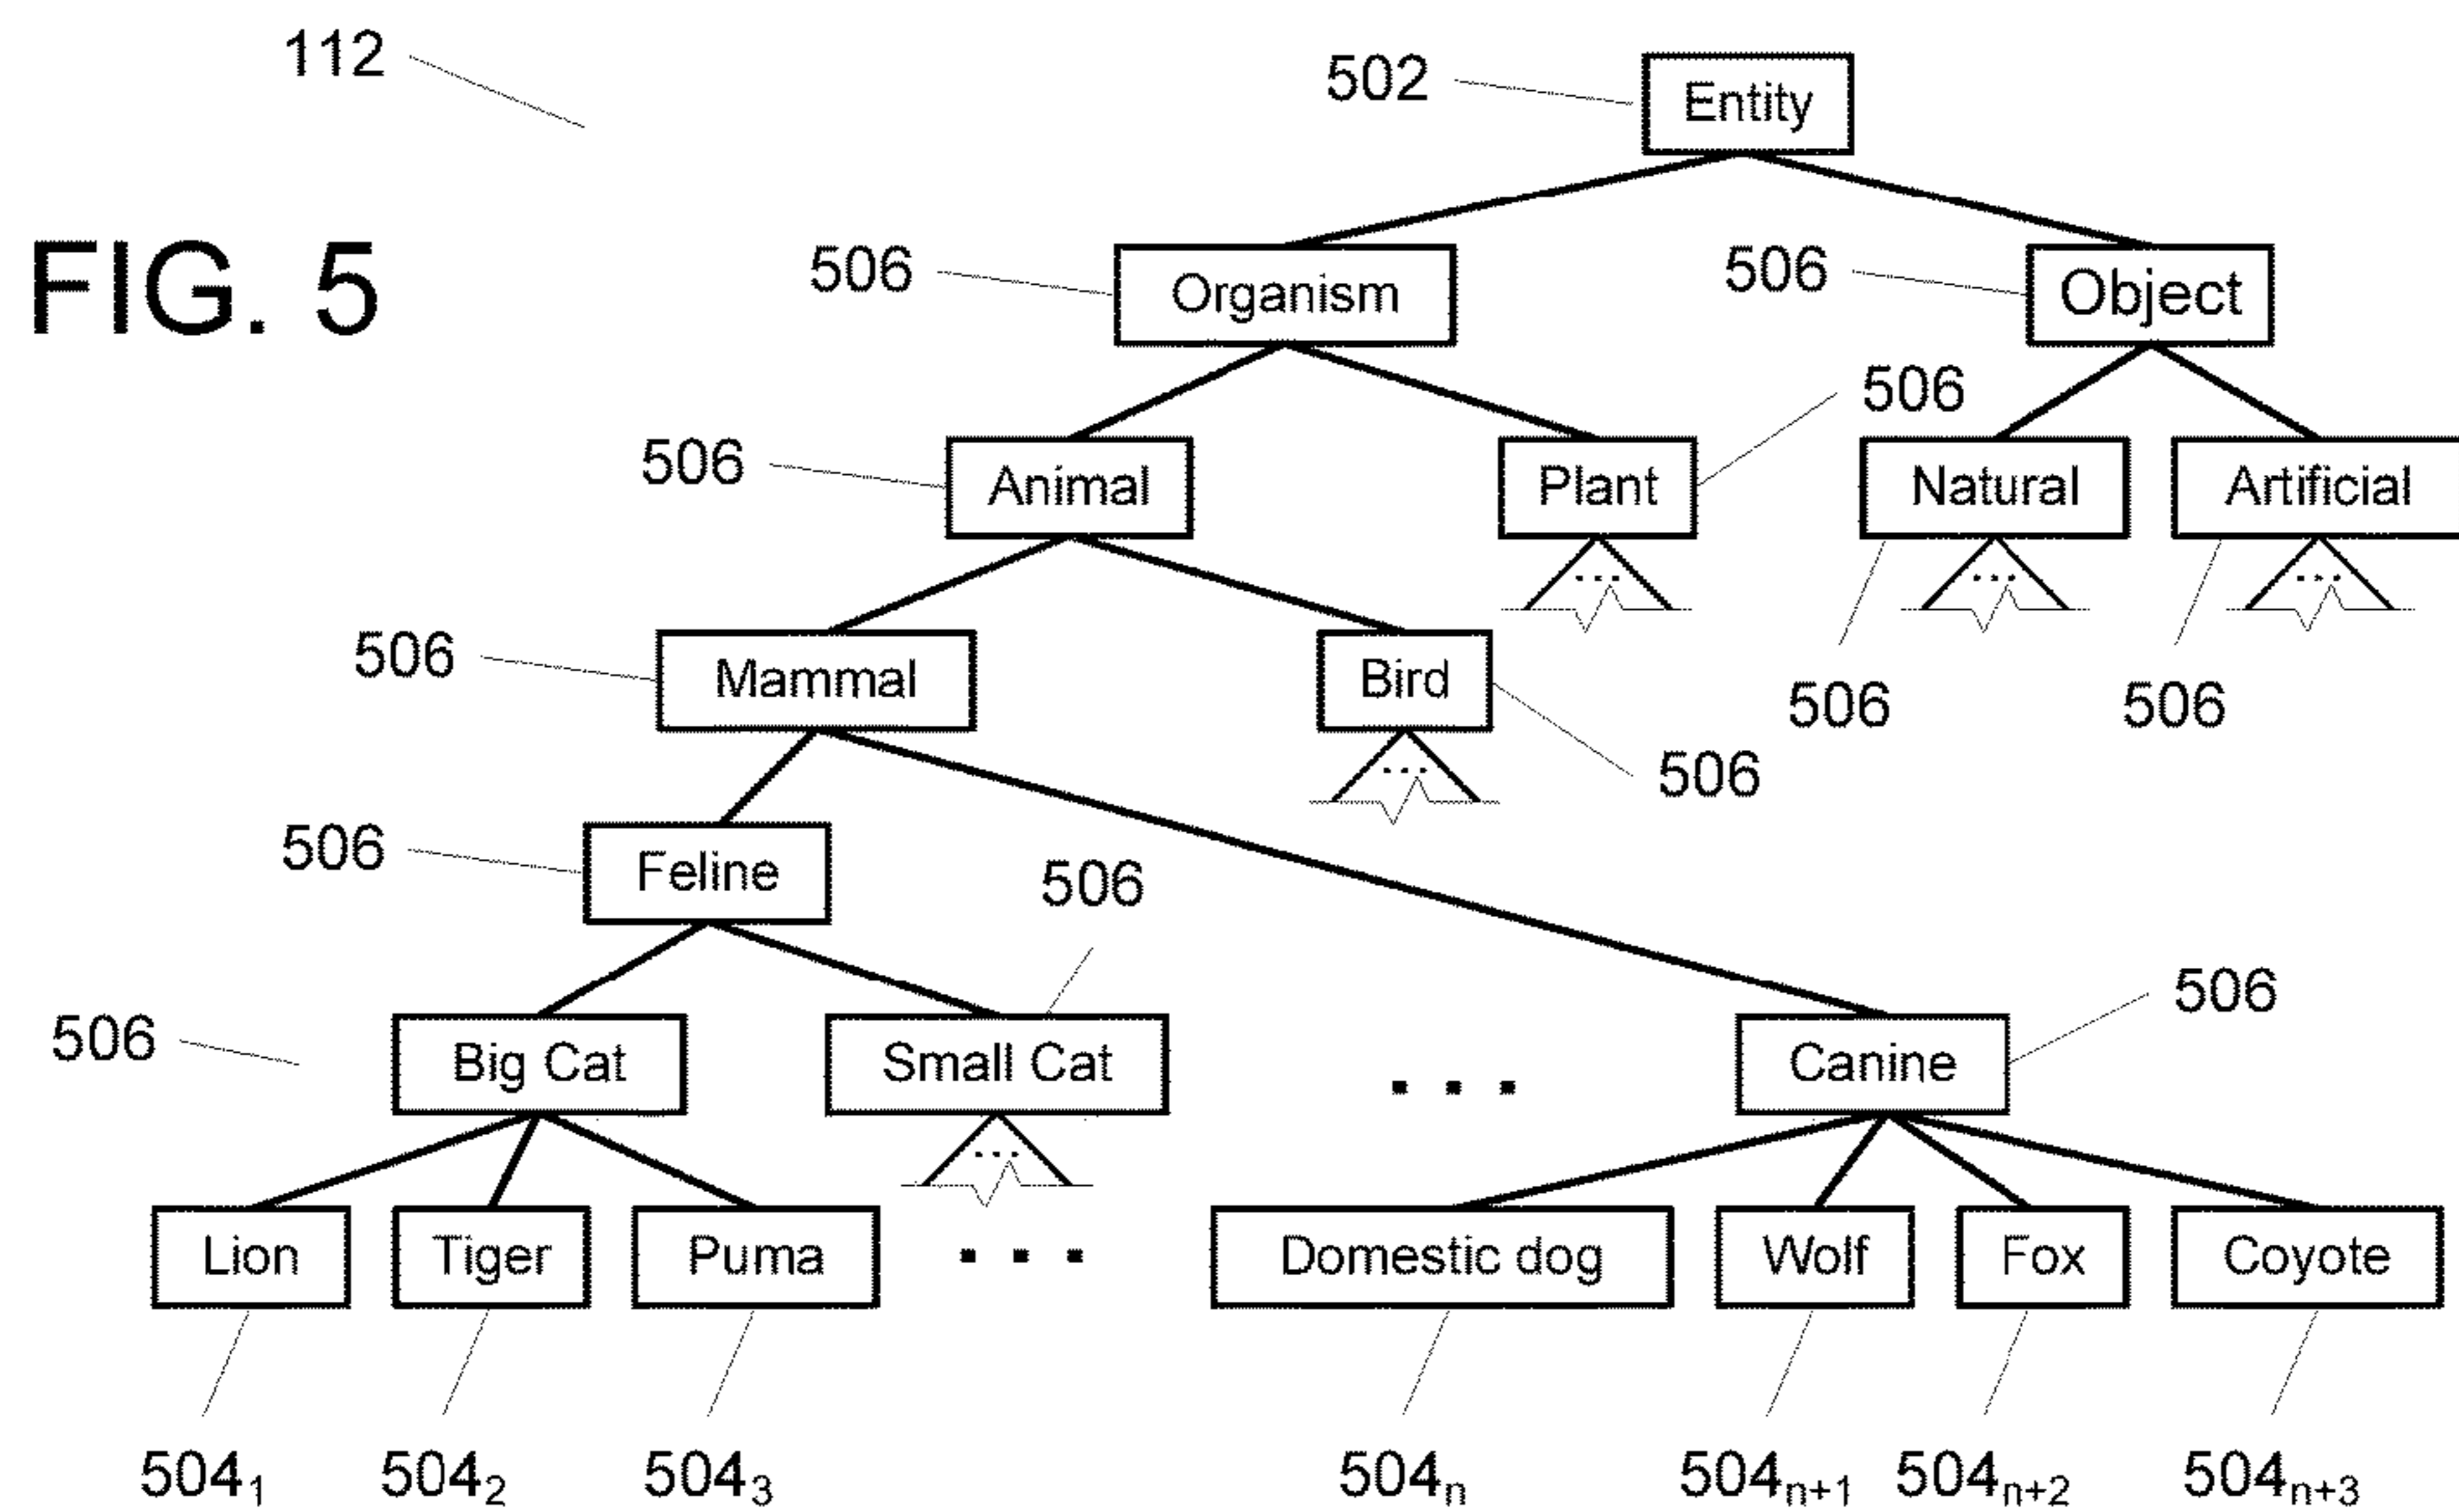 112
502 Entity
FIG. 5
506 Organism 506 Object
506 Animal Plant 506 Natural Artificial
506 Mammal Bird 506 506 506
506 Feline 506
506 Big Cat Small Cat . . . Canine 506
Lion Tiger Puma . . . Domestic dog Wolf Fox Coyote
504₁ 504₂ 504₃ 504ₙ 504ₙ₊₁ 504ₙ₊₂ 504ₙ₊₃